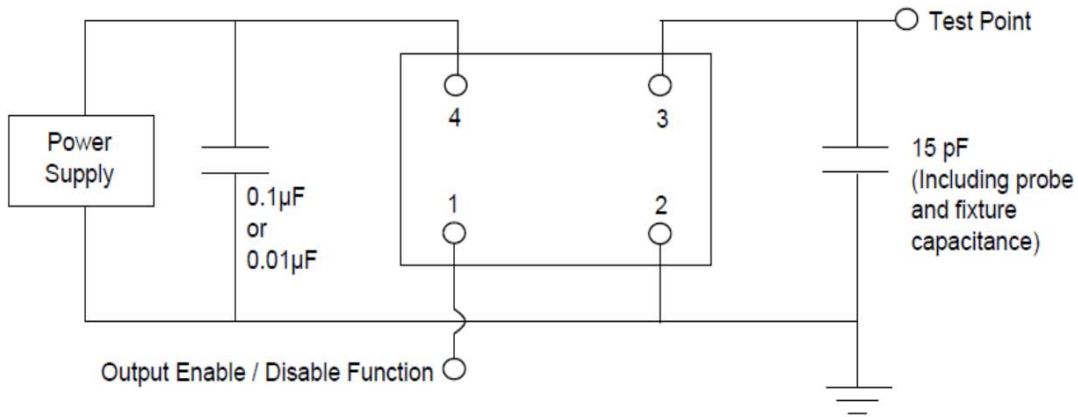 Test Point
4
3
Power
Supply
15 pF
(Including probe
and fixture
capacitance)
0.1µF
or
0.01µF
1
2
Output Enable / Disable Function